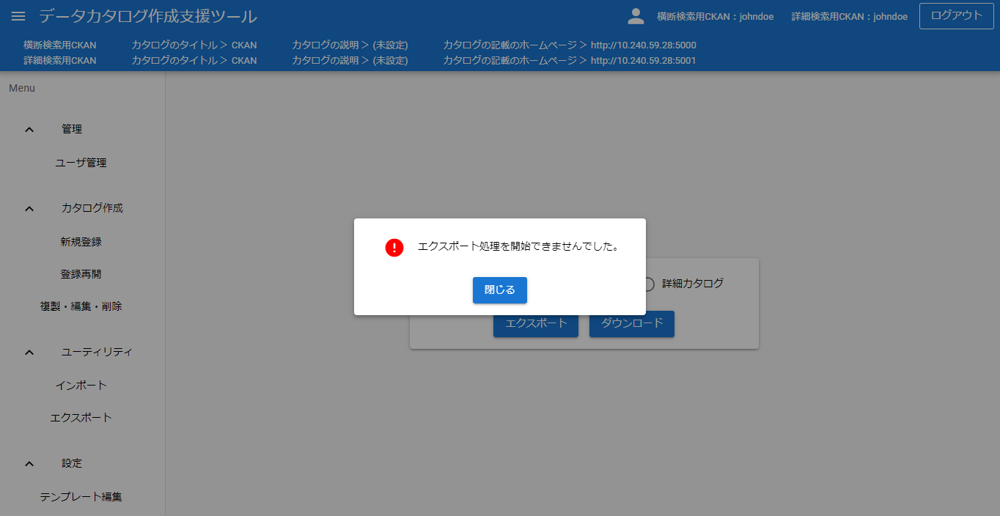 データカタログ作成支援ツール
横断検索用CKAN：johndoe
詳細検索用CKAN：johndoe
ログアウト
横断検索用CKAN カタログのタイトル > CKAN カタログの説明 > (未設定) カタログの記載のホームページ > http://10.240.59.28:5000
詳細検索用CKAN カタログのタイトル > CKAN カタログの説明 > (未設定) カタログの記載のホームページ > http://10.240.59.28:5001
Menu
管理
ユーザ管理
カタログ作成
新規登録
登録再開
複製・編集・削除
ユーティリティ
インポート
エクスポート
設定
テンプレート編集
エクスポート処理を開始できませんでした。
閉じる
詳細カタログ
エクスポート
ダウンロード